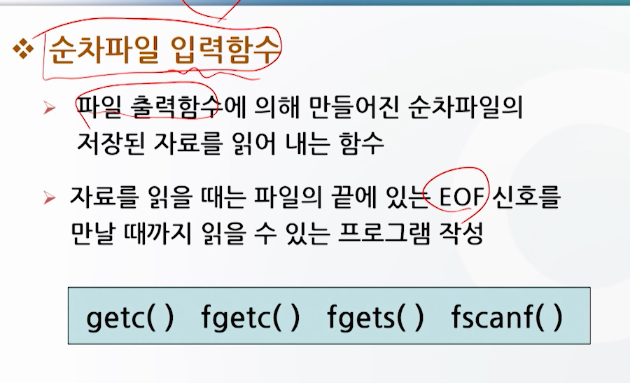 ❖ 순차파일 입력함수
➢ 파일 출력함수에 의해 만들어진 순차파일의
저장된 자료를 읽어 내는 함수
➢ 자료를 읽을 때는 파일의 끝에 있는 EOF 신호를
만날 때까지 읽을 수 있는 프로그램 작성
getc( ) fgetc( ) fgets( ) fscanf( )